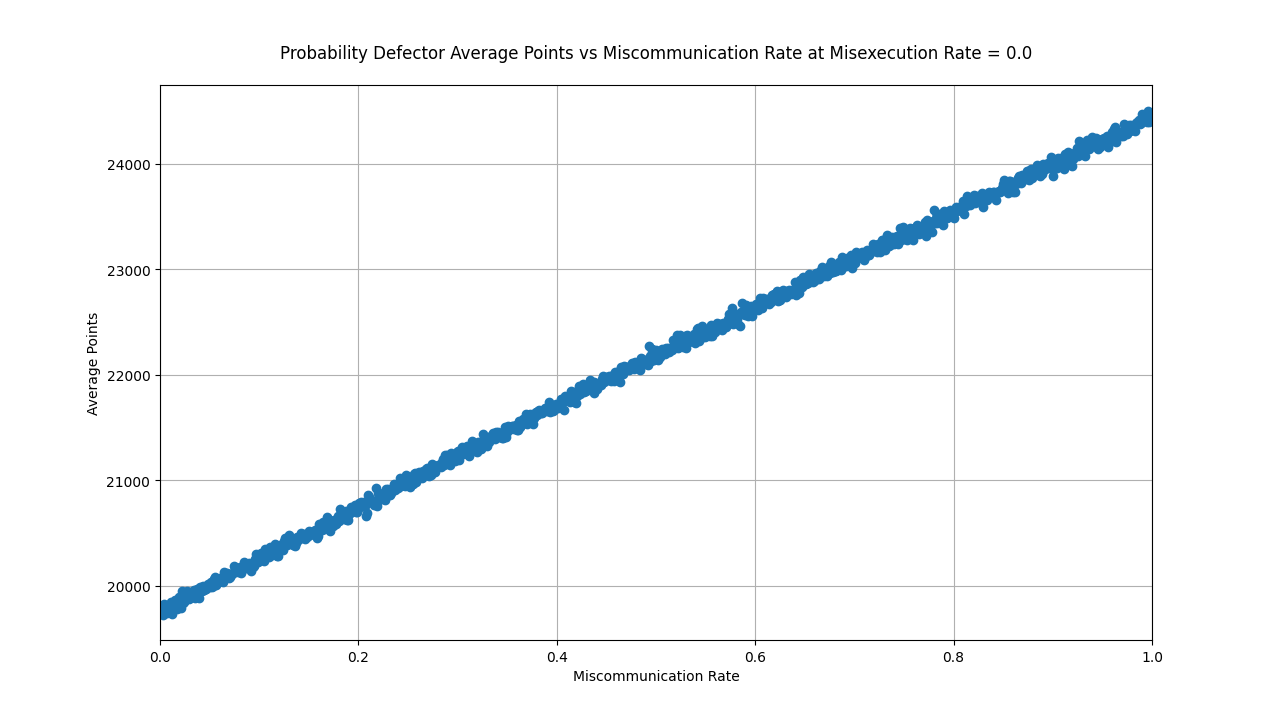 Probability Defector Average Points vs Miscommunication Rate at Misexecution Rate = 0.0
Average Points
24000
23000
22000
21000
20000
0.0 0.2 0.4 0.6 0.8 1.0
Miscommunication Rate